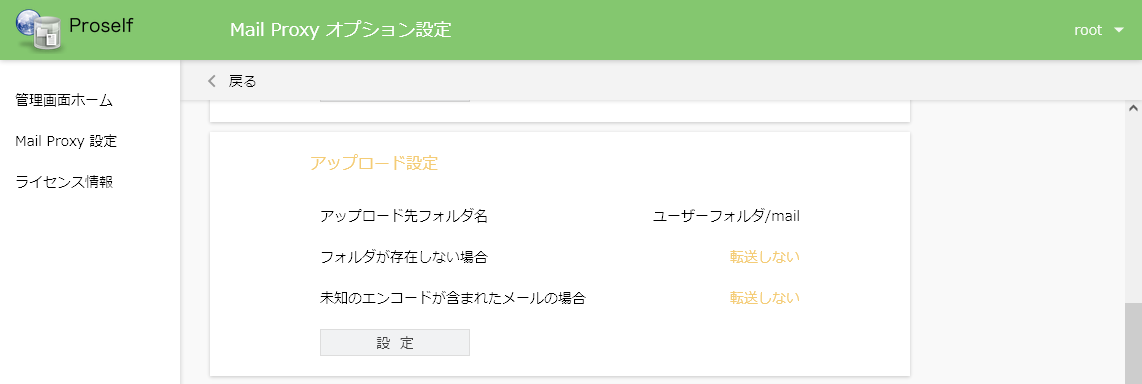 Proself
Mail Proxy オプション設定
root
戻る
管理画面ホーム
Mail Proxy 設定
ライセンス情報
アップロード設定
アップロード先フォルダ名 ユーザーフォルダ/mail
フォルダが存在しない場合 転送しない
未知のエンコードが含まれたメールの場合 転送しない
設 定